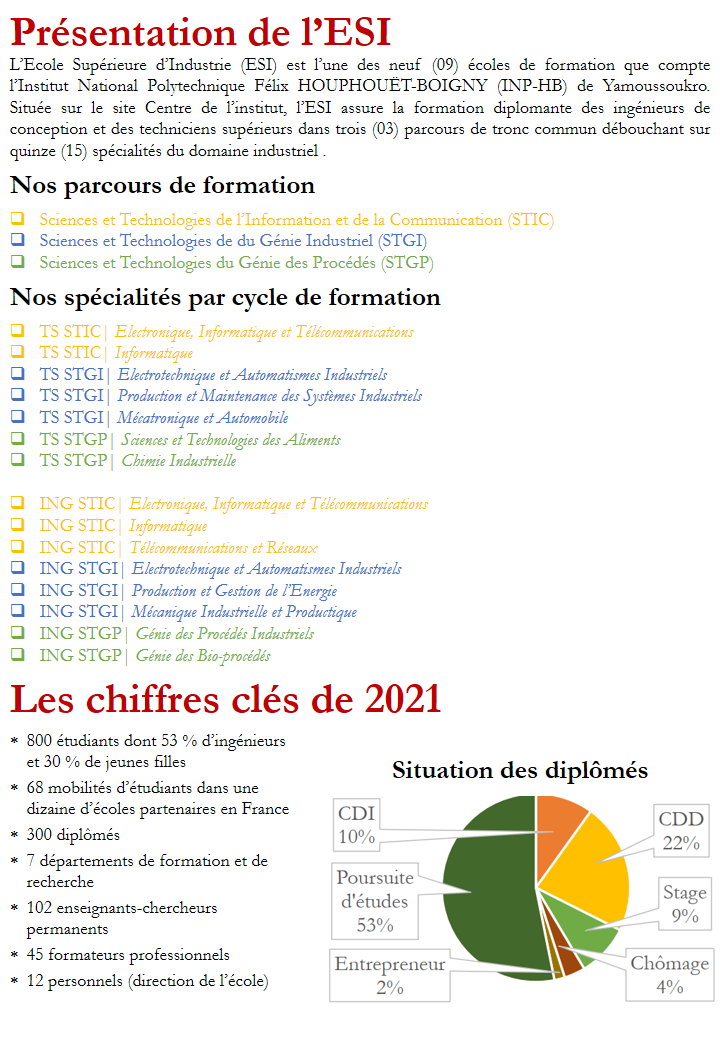 Présentation de l’ESI
L’Ecole Supérieure d’Industrie (ESI) est l’une des neuf (09) écoles de formation que compte
l’Institut National Polytechnique Félix HOUPHOUËT-BOIGNY (INP-HB) de Yamoussoukro.
Située sur le site Centre de l’institut, l’ESI assure la formation diplomante des ingénieurs de
conception et des techniciens supérieurs dans trois (03) parcours de tronc commun débouchant sur
quinze (15) spécialités du domaine industriel .
Nos parcours de formation
❑ Sciences et Technologies de l’Information et de la Communication (STIC)
❑ Sciences et Technologies de du Génie Industriel (STGI)
❑ Sciences et Technologies du Génie des Procédés (STGP)
Nos spécialités par cycle de formation
❑ TS STIC| Electronique, Informatique et Télécommunications
❑ TS STIC| Informatique
❑ TS STGI| Electrotechnique et Automatismes Industriels
❑ TS STGI| Production et Maintenance des Systèmes Industriels
❑ TS STGI| Mécatronique et Automobile
❑ TS STGP| Sciences et Technologies des Aliments
❑ TS STGP| Chimie Industrielle
❑ ING STIC| Electronique, Informatique et Télécommunications
❑ ING STIC| Informatique
❑ ING STIC| Télécommunications et Réseaux
❑ ING STGI| Electrotechnique et Automatismes Industriels
❑ ING STGI| Production et Gestion de l’Energie
❑ ING STGI| Mécanique Industrielle et Productique
❑ ING STGP| Génie des Procédés Industriels
❑ ING STGP| Génie des Bio-procédés
Les chiffres clés de 2021
* 800 étudiants dont 53 % d’ingénieurs
et 30 % de jeunes filles
* 68 mobilités d’étudiants dans une
dizaine d’écoles partenaires en France
* 300 diplômés
* 7 départements de formation et de
recherche
* 102 enseignants-chercheurs
permanents
* 45 formateurs professionnels
* 12 personnels (direction de l’école)
Situation des diplômés
CDI
10%
CDD
22%
Poursuite
d'études
53%
Stage
9%
Entrepreneur
2%
Chômage
4%